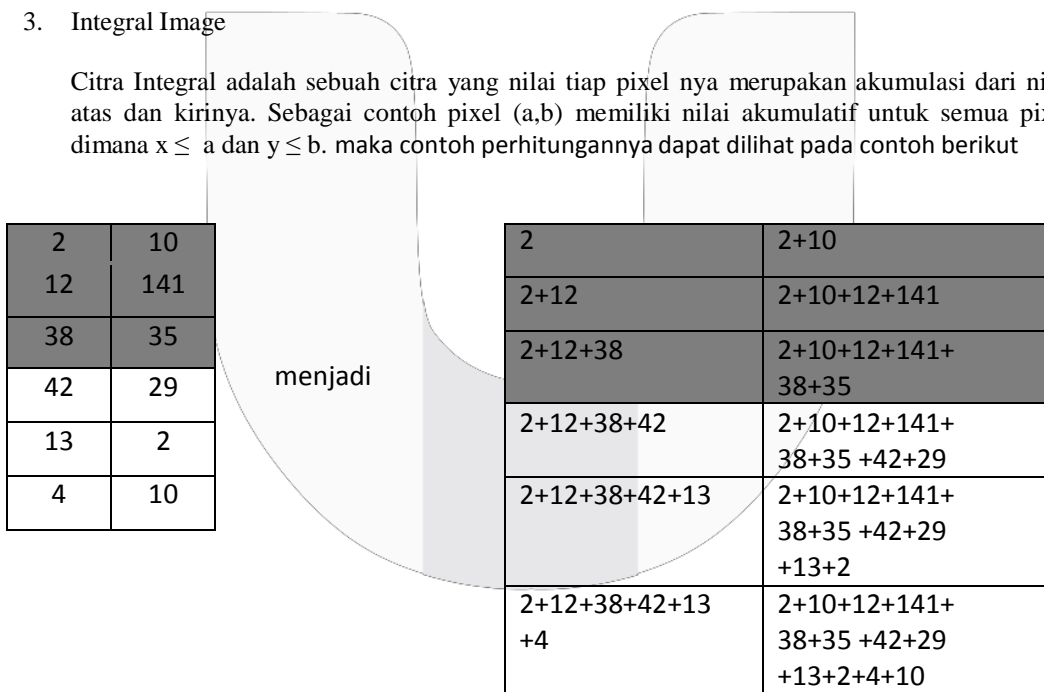 3. Integral Image
Citra Integral adalah sebuah citra yang nilai tiap pixel nya merupakan akumulasi dari
atas dan kirinya. Sebagai contoh pixel (a,b) memiliki nilai akumulatif untuk semua
dimana x ≤ a dan y ≤ b. maka contoh perhitungannya dapat dilihat pada contoh berikut
2 10
12 141
38 35
42 29
13 2
4 10
menjadi
2 2+10
2+12 2+10+12+141
2+12+38 2+10+12+141+
38+35
2+12+38+42 2+10+12+141+
38+35 +42+29
2+12+38+42+13 2+10+12+141+
38+35 +42+29
+13+2
2+12+38+42+13 2+10+12+141+
+4 38+35 +42+29
+13+2+4+10